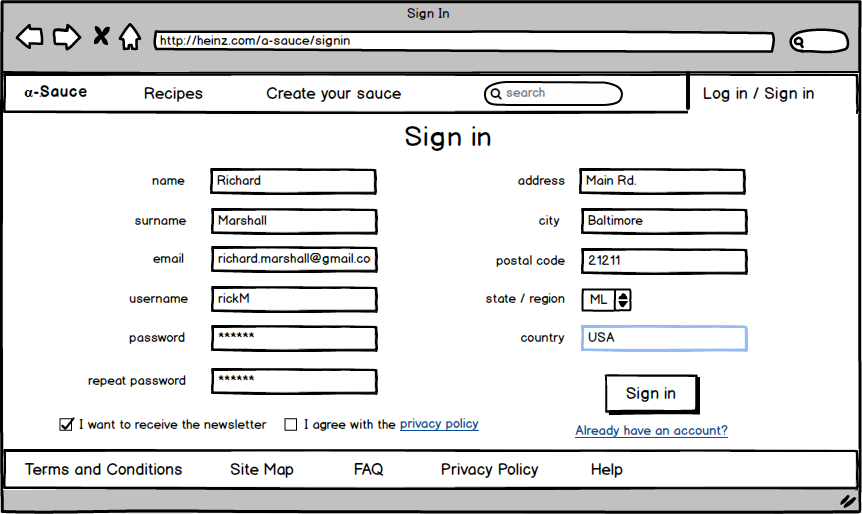 Sign In
http://heinz.com/α-sauce/signin
α-Sauce Recipes Create your sauce search Log in / Sign in
Sign in
name Richard address Main Rd.
surname Marshall city Baltimore
email richard.marshall@gmail.co postal code 21211
username rickM state / region ML
password ****** country USA
repeat password ****** Sign in
I want to receive the newsletter I agree with the privacy policy Already have an account?
Terms and Conditions Site Map FAQ Privacy Policy Help